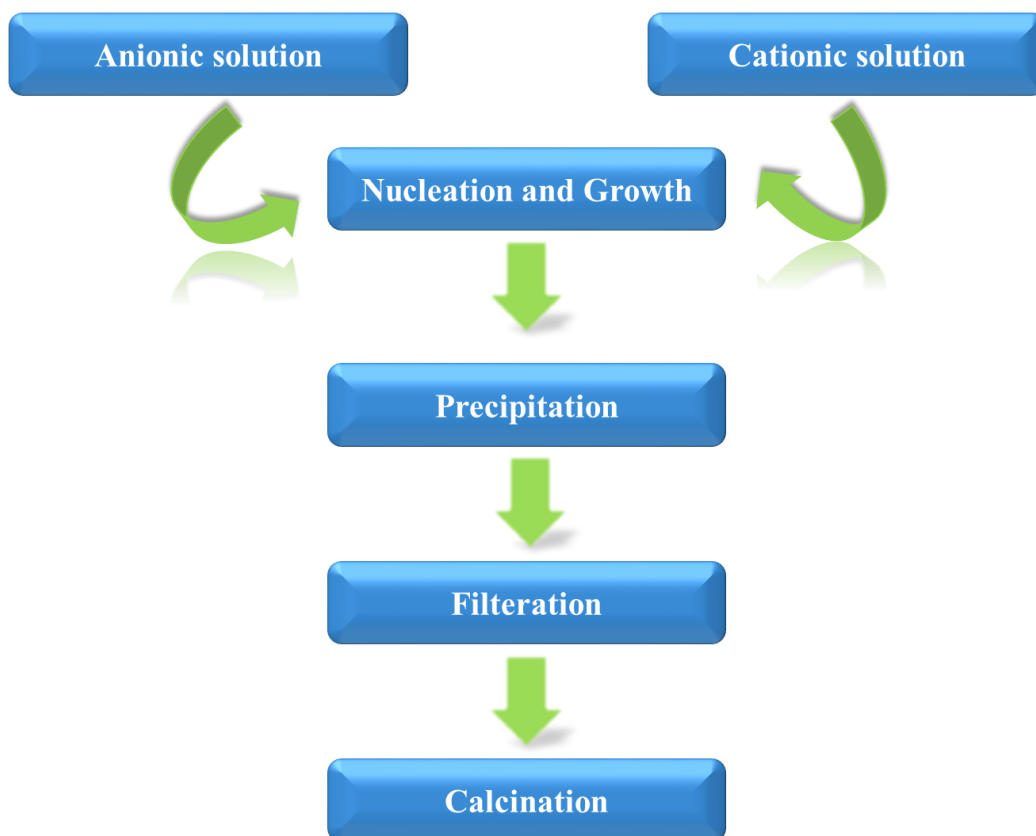 Anionic solution
Cationic solution
Nucleation and Growth
Precipitation
Filteration
Calcination